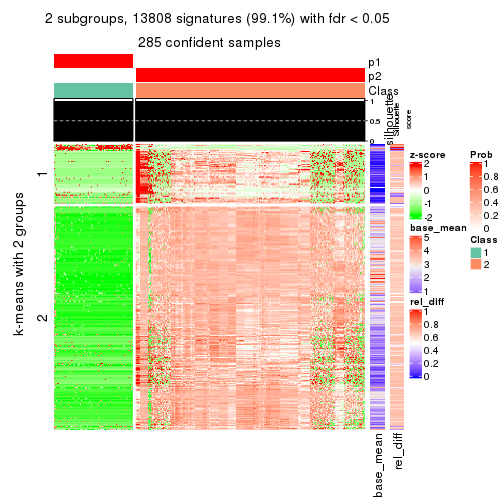 2 subgroups, 13808 signatures (99.1%) with fdr < 0.05
285 confident samples
p1
p2
Class
1
0.5
0
silhouette
Silhouette
score
k-means with 2 groups
1
2
base_mean
rel_diff
z-score
2
1
0
-1
-2
base_mean
5
4
3
2
1
rel_diff
1
0.8
0.6
0.4
0.2
0
Prob
1
0.8
0.6
0.4
0.2
0
Class
1
2